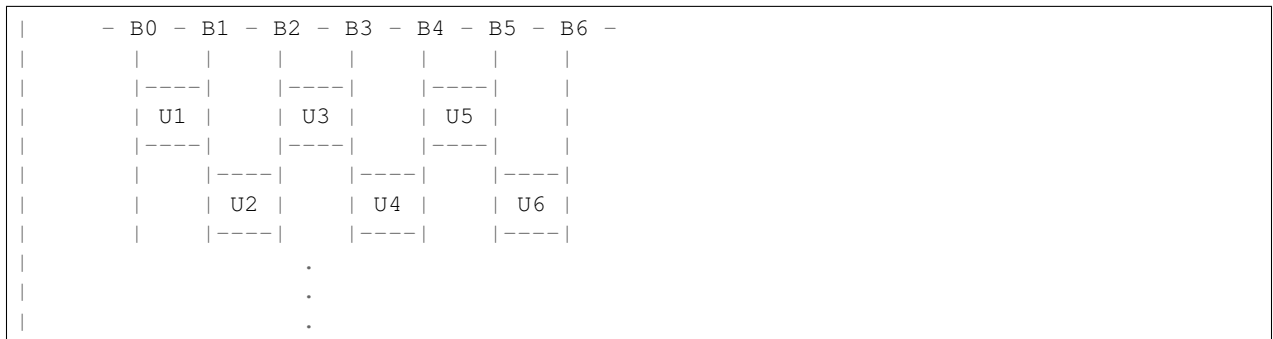 |      - B0 - B1 - B2 - B3 - B4 - B5 - B6 -
|        |    |    |    |    |    |    |
|        |----|    |----|    |----|    |
|        | U1 |    | U3 |    | U5 |    |
|        |----|    |----|    |----|    |
|        |    |----|    |----|    |----|
|        |    | U2 |    | U4 |    | U6 |
|        |    |----|    |----|    |----|
|                    .
|                    .
|                    .